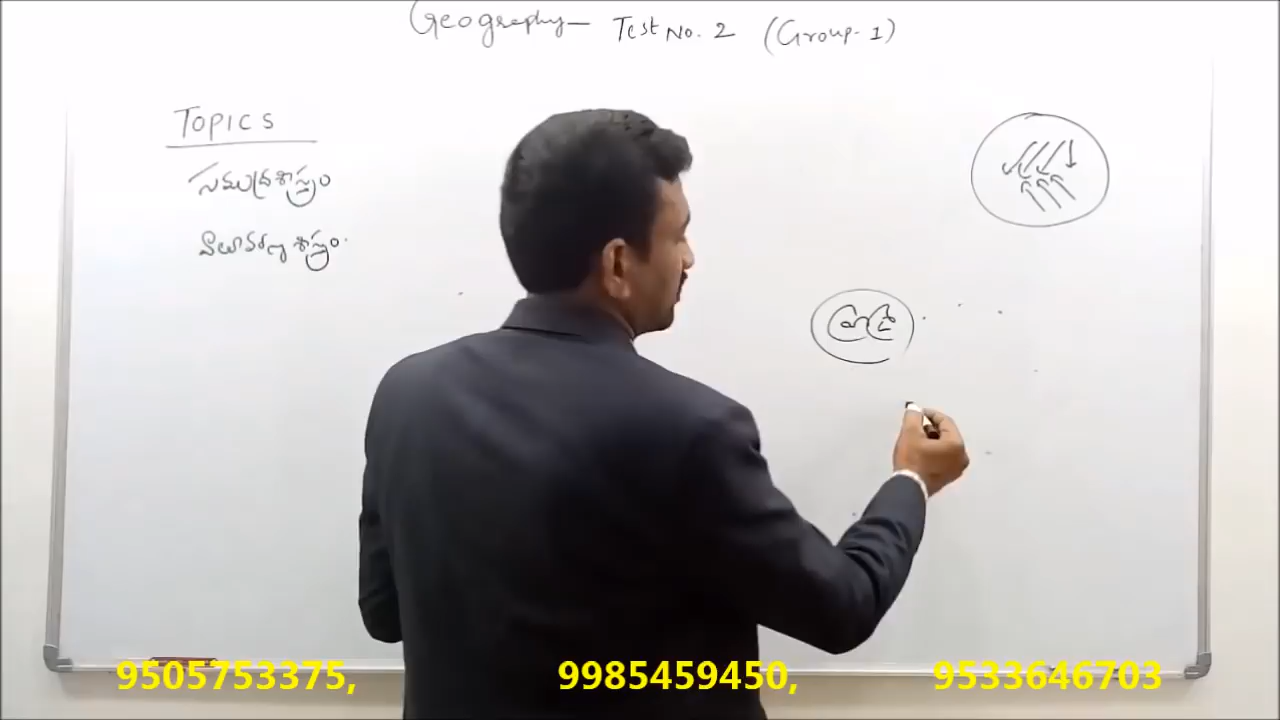 Geography - Test No. 2 (Group-1)
TOPICS
సముద్రశాస్త్రం
వాతావరణ శాస్త్రం.
9505753375, 9985459450, 9533646703